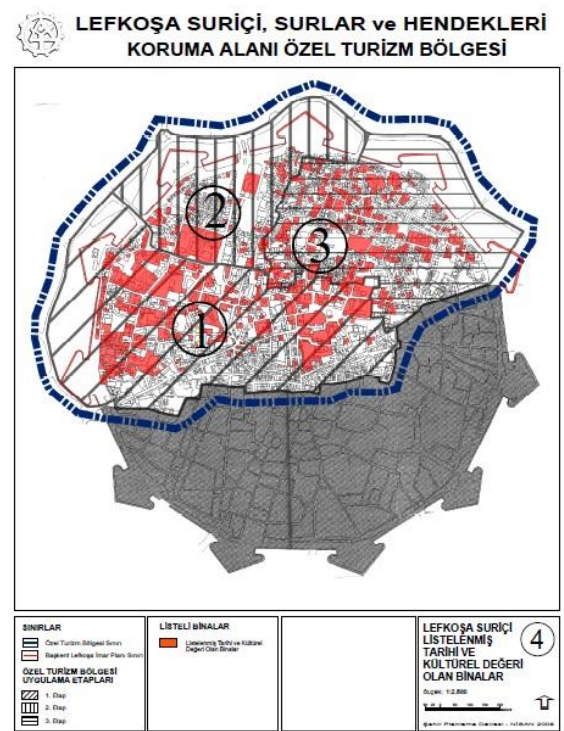 LEFKOŞA SURİÇİ, SURLAR ve HENDEKLERİ
KORUMA ALANI ÖZEL TURİZM BÖLGESİ
2
3
1
SINIRLAR
Özel Turizm Bölgesi Sınırı
Başkent Lefkoşa İmar Planı Sınırı
ÖZEL TURİZM BÖLGESİ
UYGULAMA ETAPLARI
1. Etap
2. Etap
3. Etap
LİSTELİ BİNALAR
Listelenmiş Tarihi ve Kültürel
Değeri Olan Binalar
LEFKOŞA SURİÇİ
LİSTELENMİŞ
TARİHİ VE
KÜLTÜREL DEĞERİ
OLAN BİNALAR
4
Ölçek: 1:2.500
Şehir Planlama Dairesi - NİSAN 2008